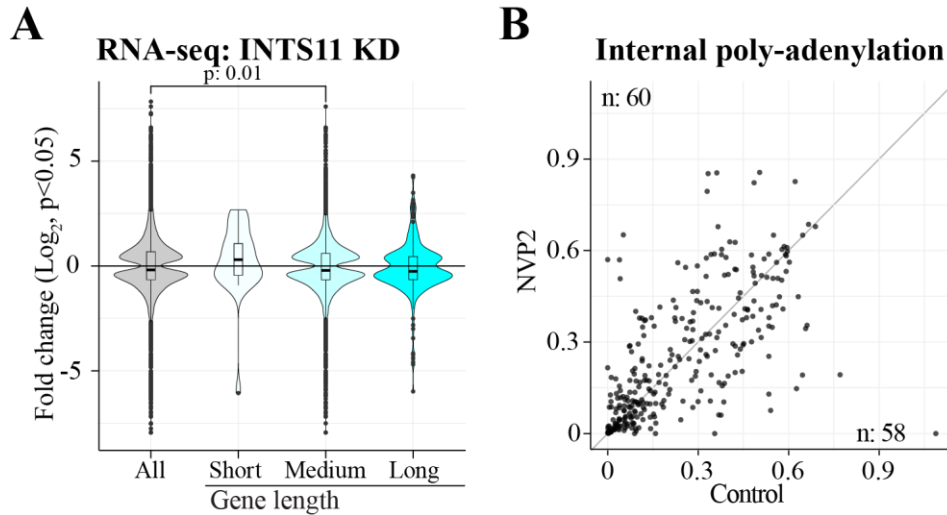 A
RNA-seq: INTS11 KD
p: 0.01
Fold change (Log₂, p<0.05)
5
0
-5
All Short Medium Long
Gene length
B
Internal poly-adenylation
n: 60
NVP2
0.9
0.6
0.3
0
n: 58
0 0.3 0.6 0.9
Control